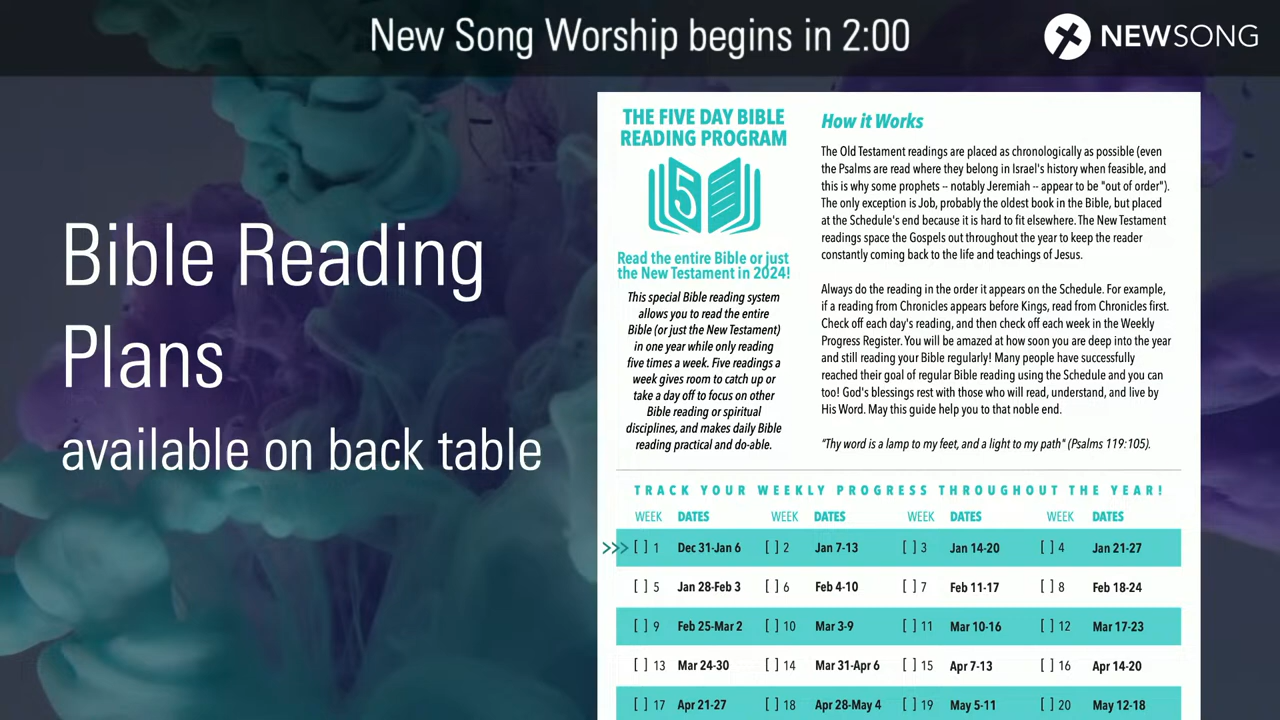 New Song Worship begins in 2:00
NEWSONG
Bible Reading
Plans
available on back table
THE FIVE DAY BIBLE
READING PROGRAM
5
Read the entire Bible or just
the New Testament in 2024!
This special Bible reading system
allows you to read the entire
Bible (or just the New Testament)
in one year while only reading
five times a week. Five readings a
week gives room to catch up or
take a day off to focus on other
Bible reading or spiritual
disciplines, and makes daily Bible
reading practical and do-able.
How it Works
The Old Testament readings are placed as chronologically as possible (even
the Psalms are read where they belong in Israel's history when feasible, and
this is why some prophets -- notably Jeremiah -- appear to be "out of order").
The only exception is Job, probably the oldest book in the Bible, but placed
at the Schedule's end because it is hard to fit elsewhere. The New Testament
readings space the Gospels out throughout the year to keep the reader
constantly coming back to the life and teachings of Jesus.
Always do the reading in the order it appears on the Schedule. For example,
if a reading from Chronicles appears before Kings, read from Chronicles first.
Check off each day's reading, and then check off each week in the Weekly
Progress Register. You will be amazed at how soon you are deep into the year
and still reading your Bible regularly! Many people have successfully
reached their goal of regular Bible reading using the Schedule and you can
too! God's blessings rest with those who will read, understand, and live by
His Word. May this guide help you to that noble end.
"Thy word is a lamp to my feet, and a light to my path" (Psalms 119:105).
TRACK YOUR WEEKLY PROGRESS THROUGHOUT THE YEAR!
WEEK DATES WEEK DATES WEEK DATES WEEK DATES
>>> [ ] 1 Dec 31-Jan 6 [ ] 2 Jan 7-13 [ ] 3 Jan 14-20 [ ] 4 Jan 21-27
[ ] 5 Jan 28-Feb 3 [ ] 6 Feb 4-10 [ ] 7 Feb 11-17 [ ] 8 Feb 18-24
[ ] 9 Feb 25-Mar 2 [ ] 10 Mar 3-9 [ ] 11 Mar 10-16 [ ] 12 Mar 17-23
[ ] 13 Mar 24-30 [ ] 14 Mar 31-Apr 6 [ ] 15 Apr 7-13 [ ] 16 Apr 14-20
[ ] 17 Apr 21-27 [ ] 18 Apr 28-May 4 [ ] 19 May 5-11 [ ] 20 May 12-18